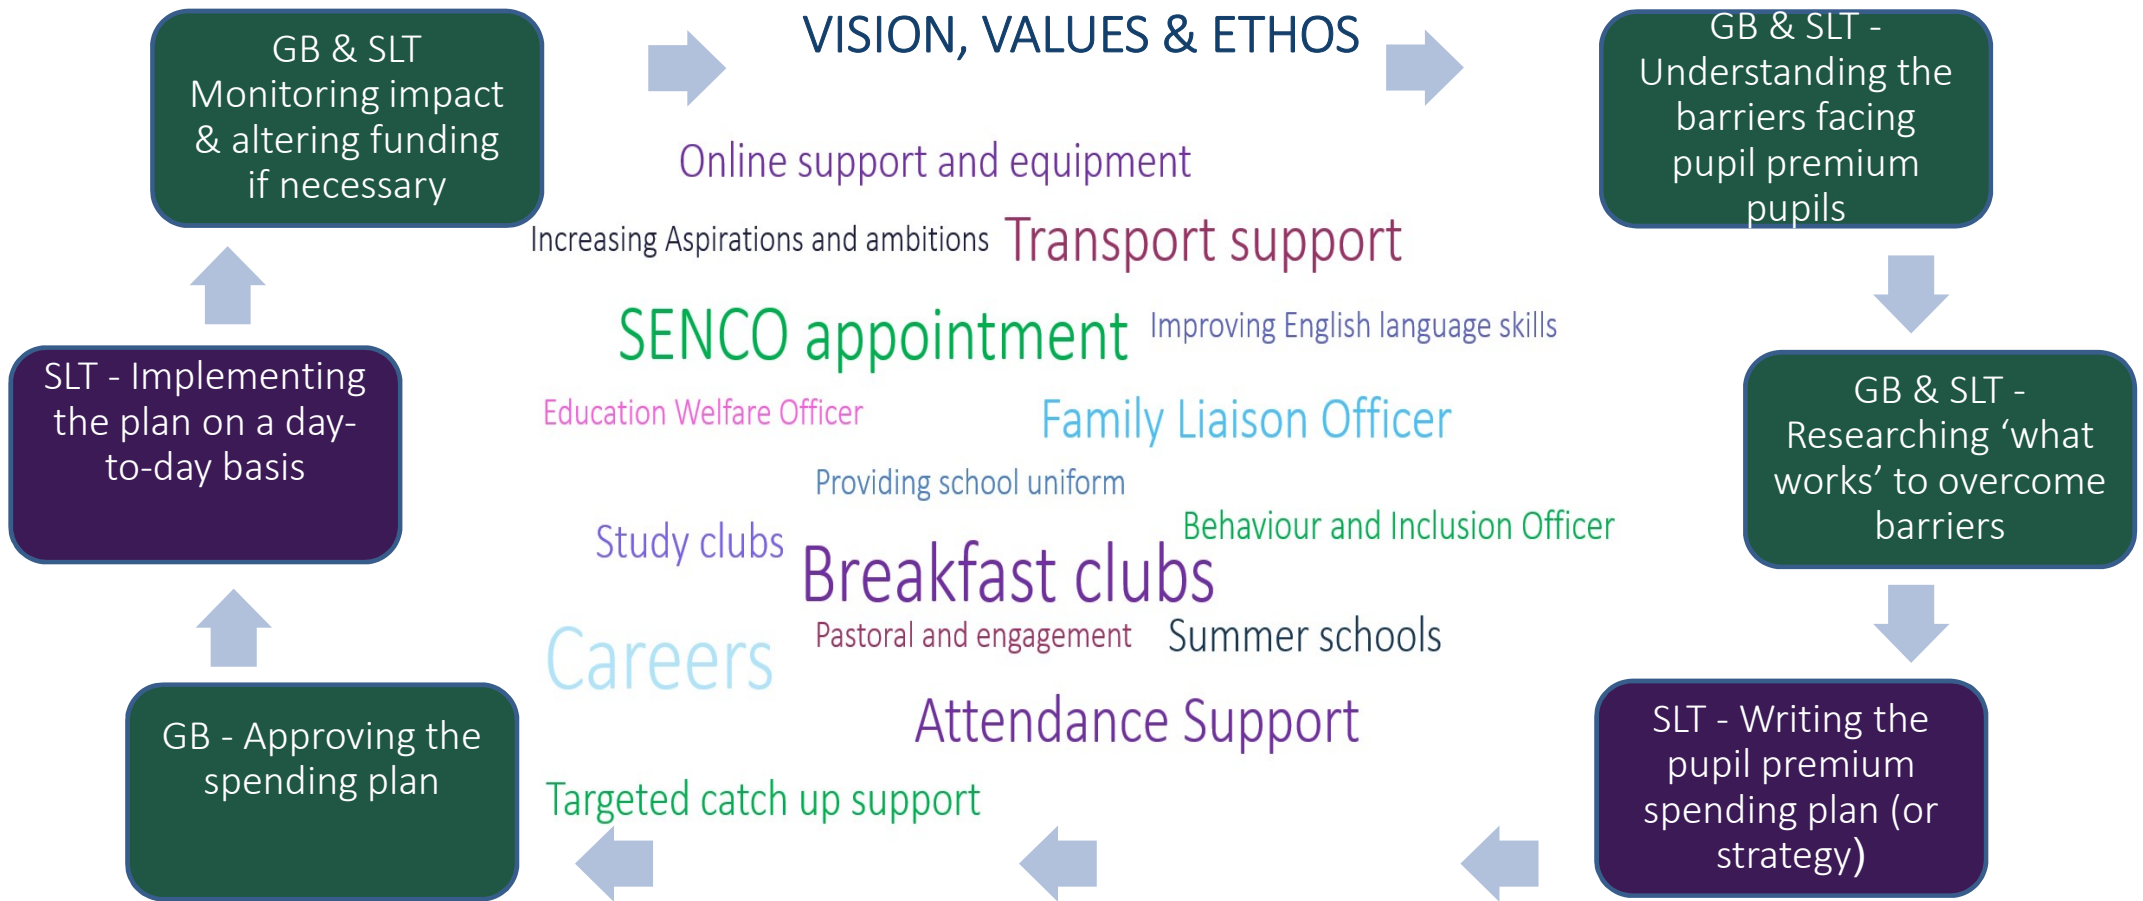 VISION, VALUES & ETHOS
GB & SLT
Monitoring impact
& altering funding
if necessary
GB & SLT -
Understanding the
barriers facing
pupil premium
pupils
Online support and equipment
Increasing Aspirations and ambitions
Transport support
SENCO appointment
Improving English language skills
SLT - Implementing
the plan on a day-
to-day basis
GB & SLT -
Researching ‘what
works’ to overcome
barriers
Education Welfare Officer
Family Liaison Officer
Providing school uniform
Study clubs
Behaviour and Inclusion Officer
Breakfast clubs
Careers
Pastoral and engagement
Summer schools
Attendance Support
GB - Approving the
spending plan
SLT - Writing the
pupil premium
spending plan (or
strategy)
Targeted catch up support